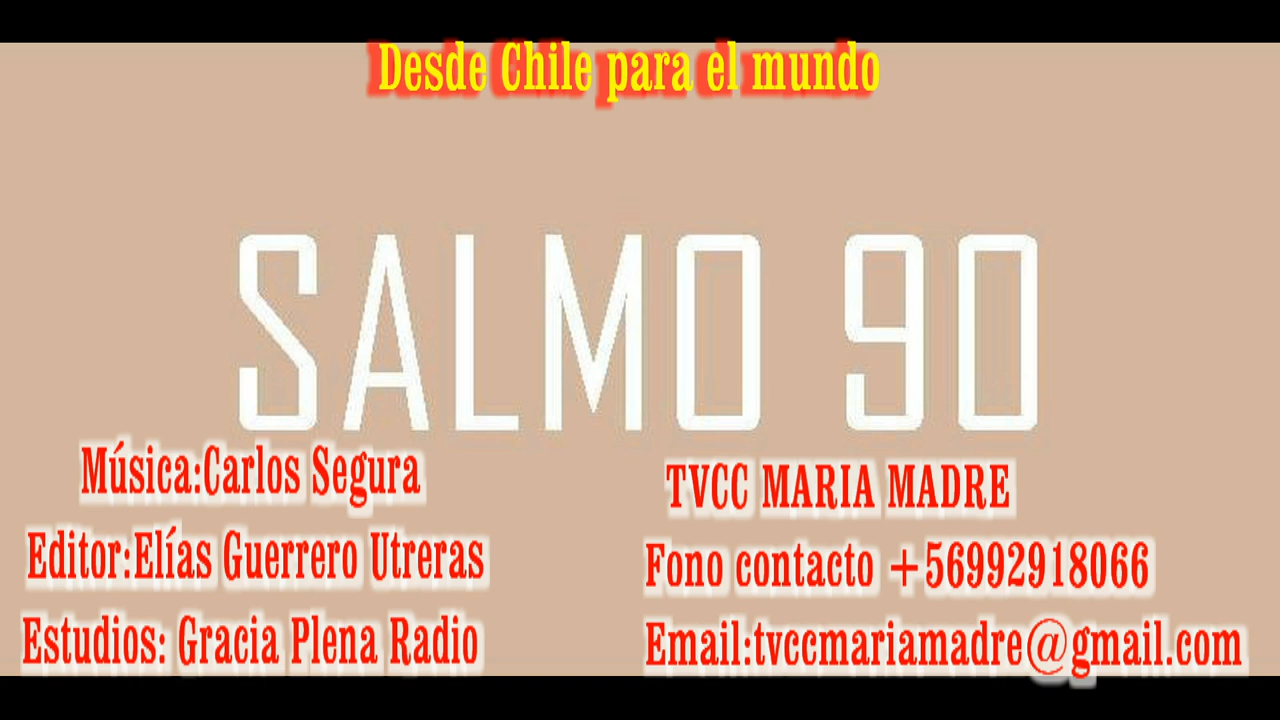 Desde Chile para el mundo
SALMO 90
Música:Carlos Segura
Editor:Elías Guerrero Utreras
Estudios: Gracia Plena Radio
TVCC MARIA MADRE
Fono contacto +56992918066
Email:tvccmariamadre@gmail.com